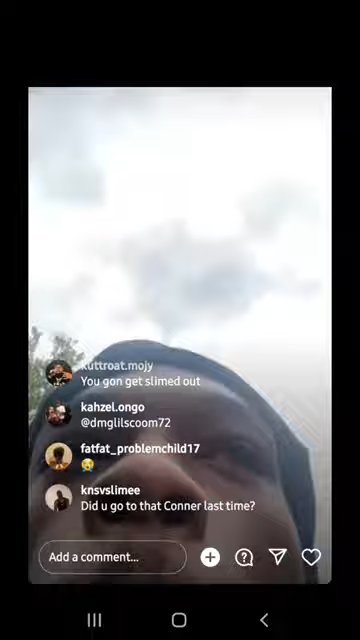 kuttroat.mojy
You gon get slimed out
kahzel.ongo
@dmglilscoom72
fatfat_problemchild17
😭
knsvslimee
Did u go to that Conner last time?
Add a comment...